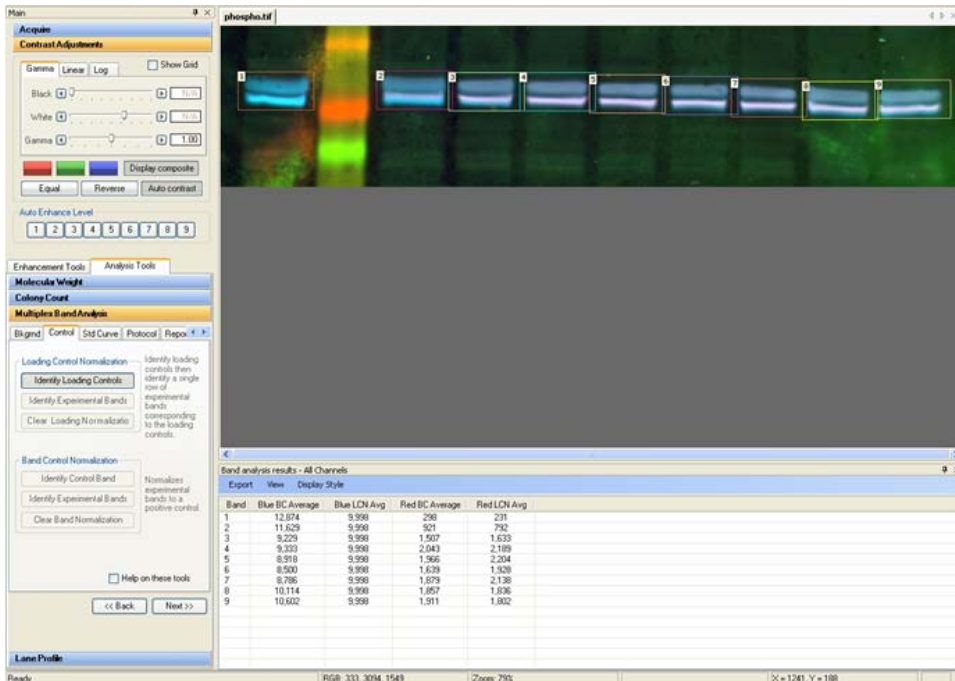 Main
Acquire
Contrast Adjustments
Gamma Linear Log
Show Grid
Black N/A
White N/A
Gamma 1.00
Display composite
Equal Reverse Auto contrast
Auto Enhance Level
1 2 3 4 5 6 7 8 9
Enhancement Tools Analysis Tools
Molecular Weight
Colony Count
Multiplex Band Analysis
Bkgrnd Control Std Curve Protocol Repo
Loading Control Normalization
Identify Loading Controls
Identify Experimental Bands
Clear Loading Normalizatio
Identify loading
controls then
identify a single
row of
experimental
bands
corresponding
to the loading
controls.
Band Control Normalization
Identify Control Band
Identify Experimental Bands
Clear Band Normalization
Normalizes
experimental
bands to a
positive control.
Help on these tools
<< Back Next >>
Lane Profile
phospho.tif
1 2 3 4 5 6 7 8 9
Band analysis results - All Channels
Export View Display Style
Band Blue BC Average Blue LCN Avg Red BC Average Red LCN Avg
1 12,874 9,998 298 231
2 11,629 9,998 921 792
3 9,229 9,998 1,507 1,633
4 9,333 9,998 2,043 2,189
5 8,918 9,998 1,966 2,204
6 8,500 9,998 1,639 1,928
7 8,786 9,998 1,879 2,138
8 10,114 9,998 1,857 1,836
9 10,602 9,998 1,911 1,802
Ready RGB: 333, 3094, 1549 Zoom: 79% X = 1241, Y = 188